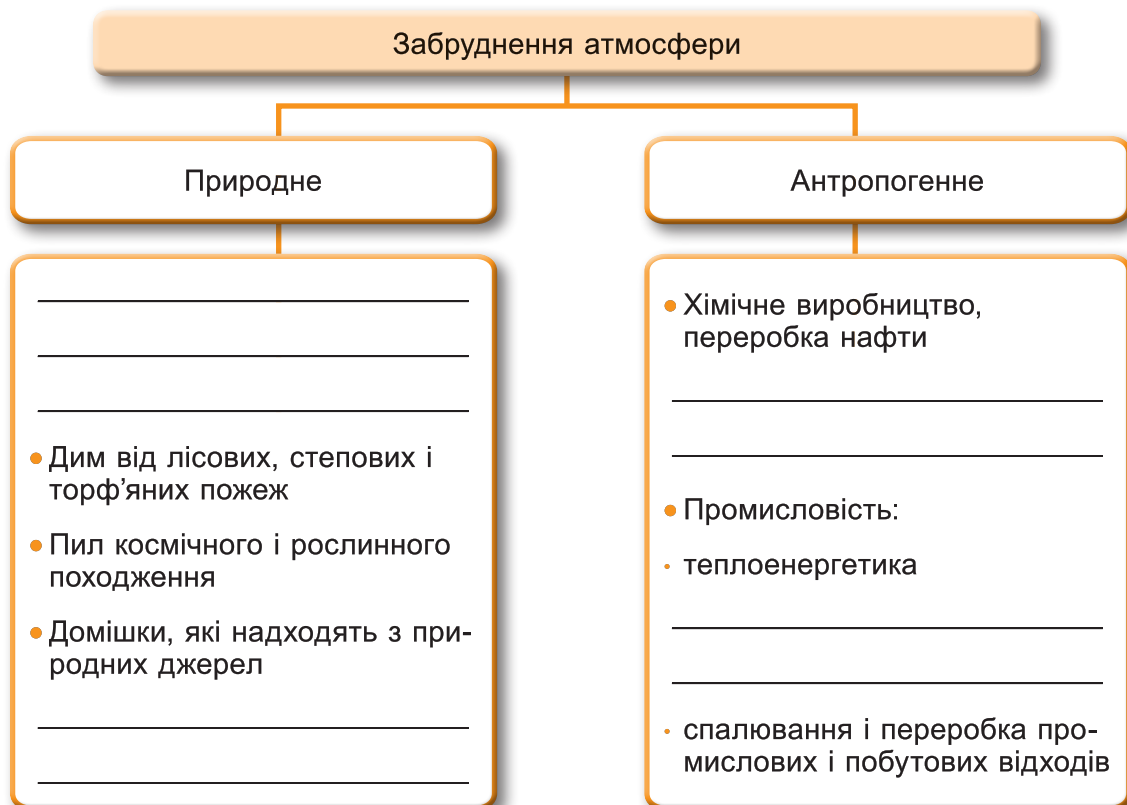 Забруднення атмосфери
Природне
Антропогенне
• Дим від лісових, степових і
торф'яних пожеж
• Пил космічного і рослинного
походження
• Домішки, які надходять з при-
родних джерел
• Хімічне виробництво,
переробка нафти
• Промисловість:
· теплоенергетика
· спалювання і переробка про-
мислових і побутових відходів